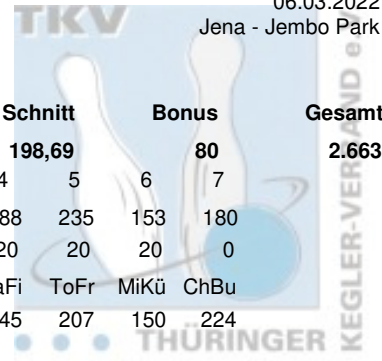 TKV
06.03.2022
Jena - Jembo Park
Schnitt Bonus Gesamt
198,69 80 2.663
4 5 6 7
88 235 153 180
20 20 20 0
aFi ToFr MiKü ChBu
45 207 150 224
THÜRINGER KEGLER-VERBAND e.V.